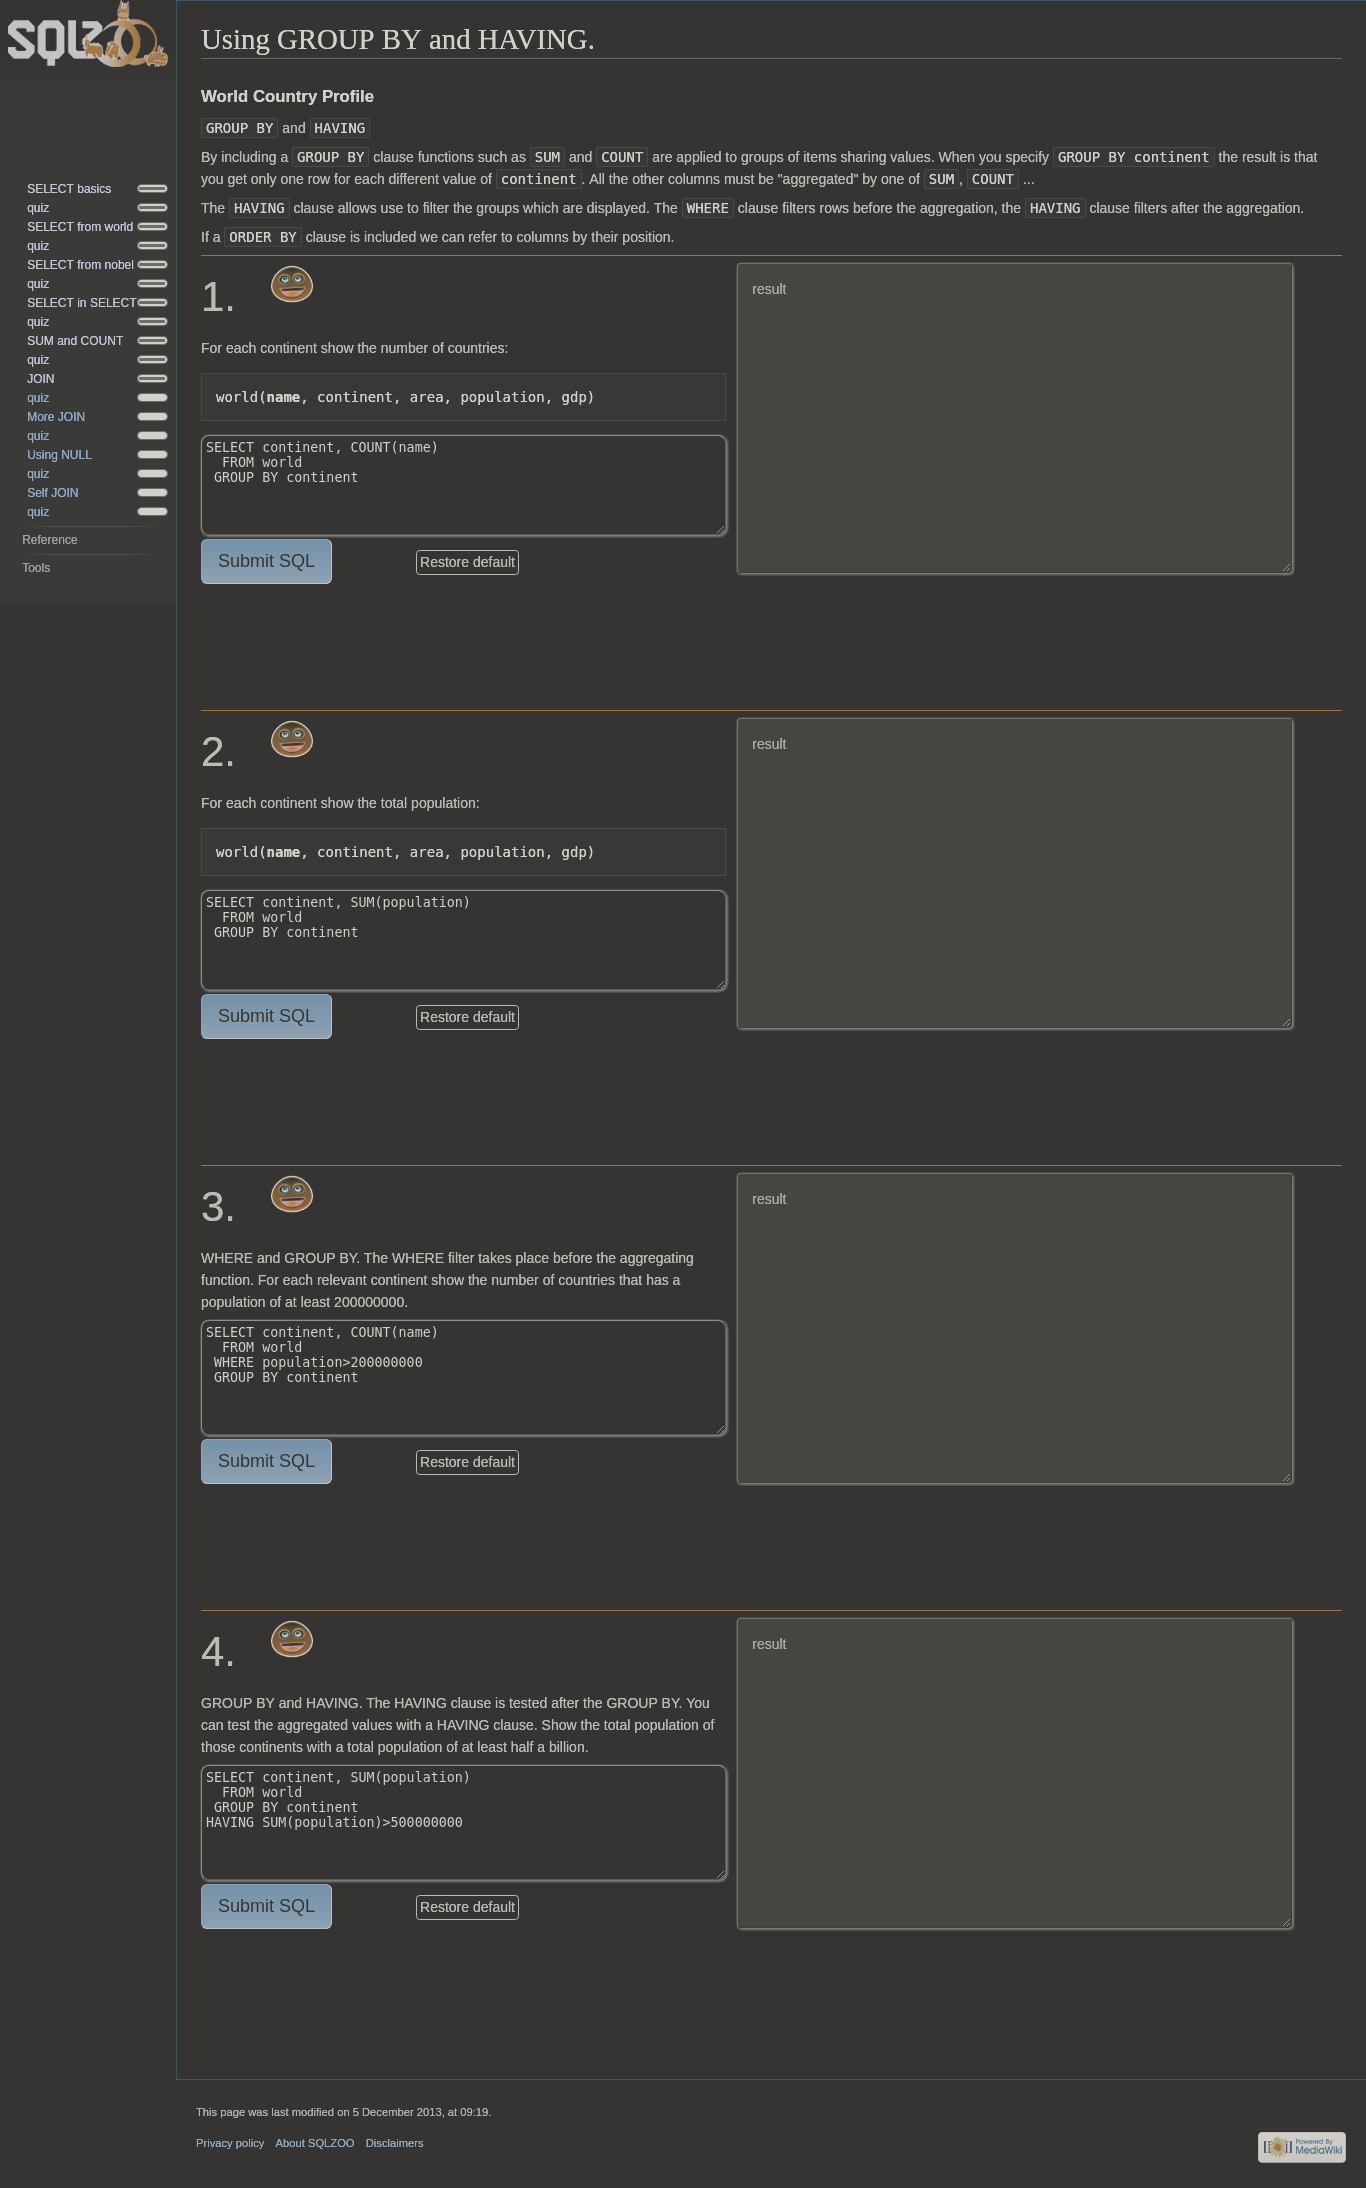 SQLZOO
Using GROUP BY and HAVING.
World Country Profile
GROUP BY and HAVING
By including a GROUP BY clause functions such as SUM and COUNT are applied to groups of items sharing values. When you specify GROUP BY continent the result is that
you get only one row for each different value of continent. All the other columns must be "aggregated" by one of SUM, COUNT ...
The HAVING clause allows use to filter the groups which are displayed. The WHERE clause filters rows before the aggregation, the HAVING clause filters after the aggregation.
If a ORDER BY clause is included we can refer to columns by their position.
SELECT basics
quiz
SELECT from world
quiz
SELECT from nobel
quiz
SELECT in SELECT
quiz
SUM and COUNT
quiz
JOIN
quiz
More JOIN
quiz
Using NULL
quiz
Self JOIN
quiz
Reference
Tools
1.
For each continent show the number of countries:
world(name, continent, area, population, gdp)
SELECT continent, COUNT(name)
FROM world
GROUP BY continent
Submit SQL
Restore default
result
2.
For each continent show the total population:
world(name, continent, area, population, gdp)
SELECT continent, SUM(population)
FROM world
GROUP BY continent
Submit SQL
Restore default
result
3.
WHERE and GROUP BY. The WHERE filter takes place before the aggregating
function. For each relevant continent show the number of countries that has a
population of at least 200000000.
SELECT continent, COUNT(name)
FROM world
WHERE population>200000000
GROUP BY continent
Submit SQL
Restore default
result
4.
GROUP BY and HAVING. The HAVING clause is tested after the GROUP BY. You
can test the aggregated values with a HAVING clause. Show the total population of
those continents with a total population of at least half a billion.
SELECT continent, SUM(population)
FROM world
GROUP BY continent
HAVING SUM(population)>500000000
Submit SQL
Restore default
result
This page was last modified on 5 December 2013, at 09:19.
Privacy policy About SQLZOO Disclaimers
Powered By
MediaWiki